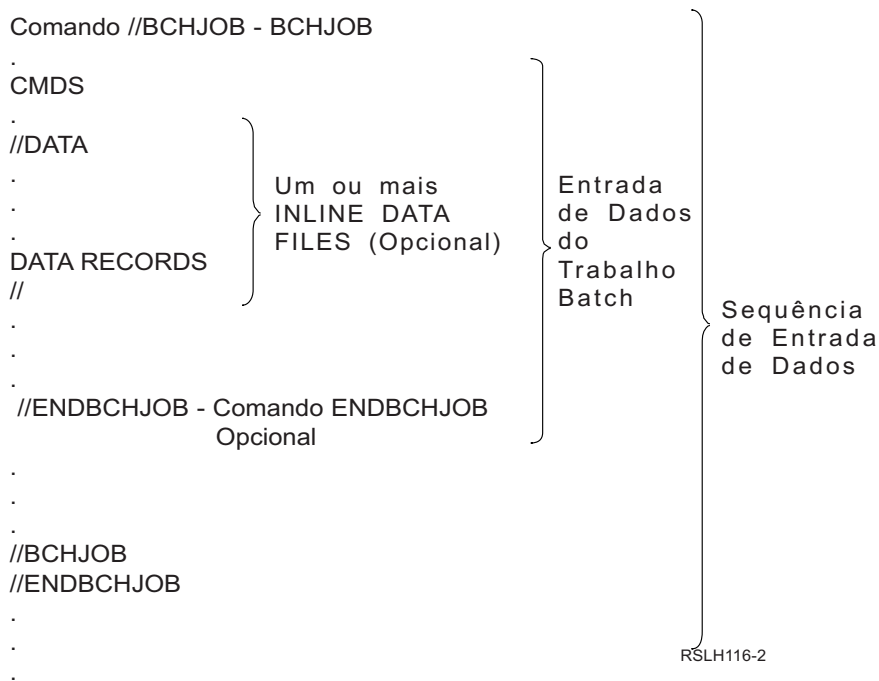 Comando //BCHJOB - BCHJOB
.
CMDS
.
//DATA
.
.
.
DATA RECORDS
//
.
.
.
//ENDBCHJOB - Comando ENDBCHJOB
Opcional
.
.
.
//BCHJOB
//ENDBCHJOB
.
.
.
Um ou mais
INLINE DATA
FILES (Opcional)
Entrada
de Dados
do
Trabalho
Batch
Sequência
de Entrada
de Dados
RSLH116-2